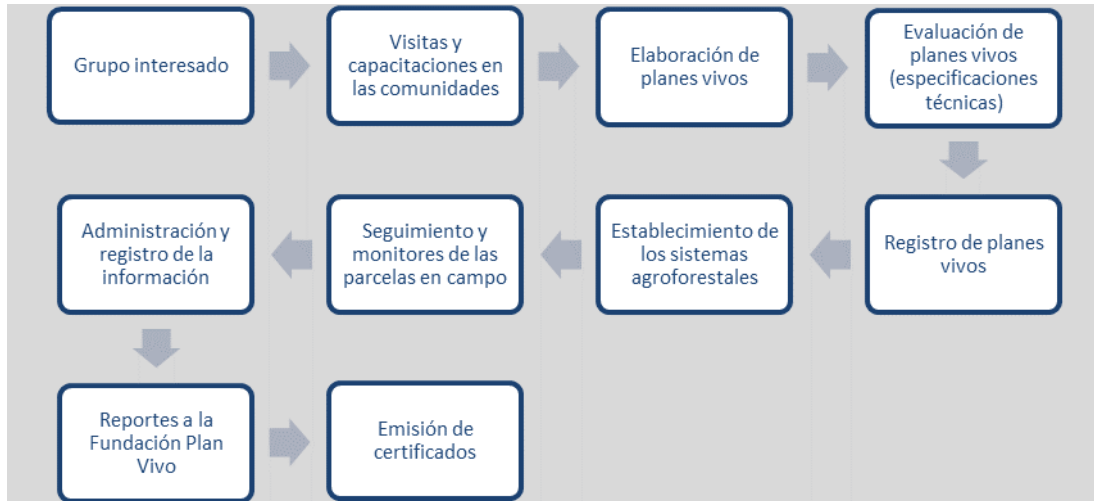 Grupo interesado
Visitas y
capacitaciones en
las comunidades
Elaboración de
planes vivos
Evaluación de
planes vivos
(especificaciones
técnicas)
Registro de planes
vivos
Establecimiento de
los sistemas
agroforestales
Seguimiento y
monitores de las
parcelas en campo
Administración y
registro de la
información
Reportes a la
Fundación Plan
Vivo
Emisión de
certificados